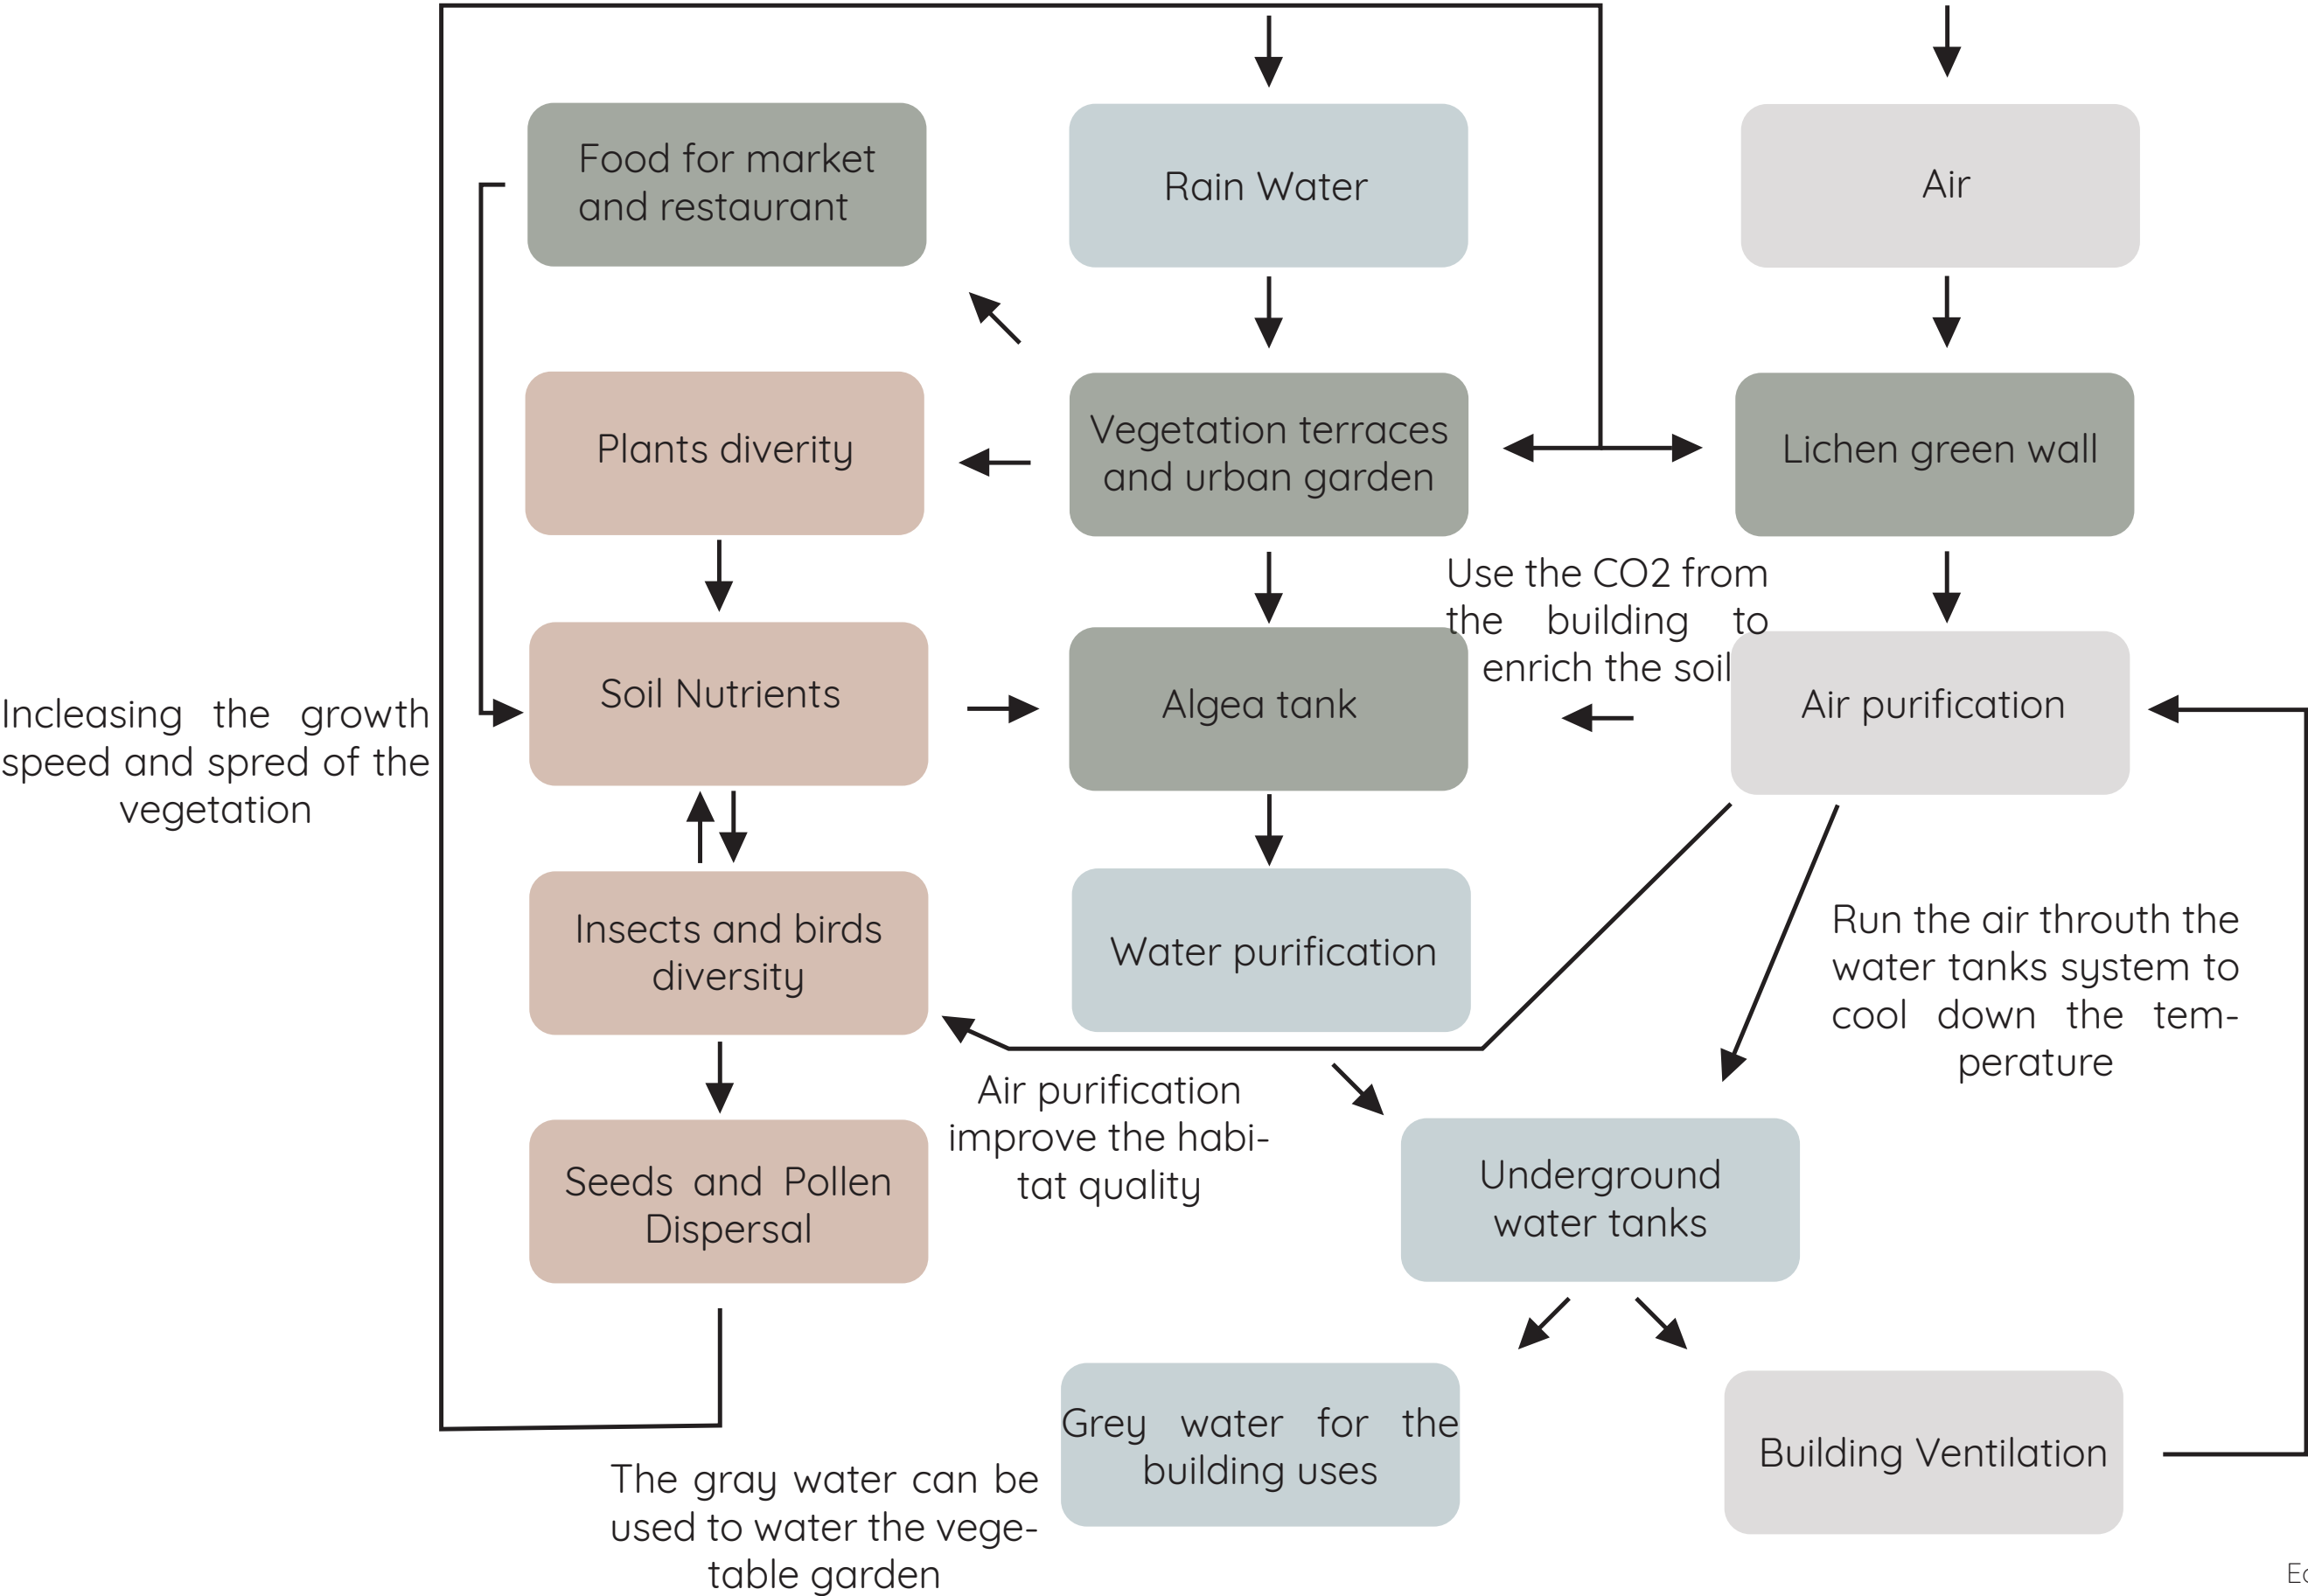 Food for market
and restaurant
Rain Water
Air
Plants diverity
Vegetation terraces
and urban garden
Lichen green wall
Use the CO2 from
the building to
enrich the soil
Soil Nutrients
Algea tank
Air purification
Incleasing the growth
speed and spred of the
vegetation
Insects and birds
diversity
Water purification
Run the air throuth the
water tanks system to
cool down the tem-
perature
Air purification
improve the habi-
tat quality
Seeds and Pollen
Dispersal
Underground
water tanks
Grey water for the
building uses
Building Ventilation
The gray water can be
used to water the vege-
table garden